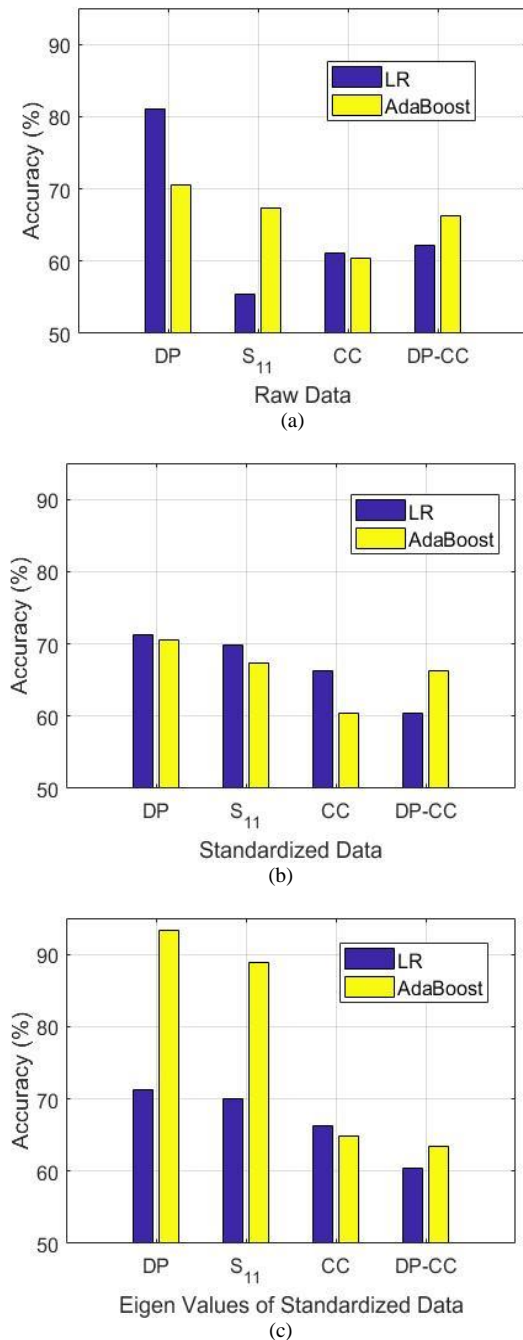 90
80
70
60
50
Accuracy (%)
LR
AdaBoost
DP S₁₁ CC DP-CC
Raw Data
(a)
90
80
70
60
50
Accuracy (%)
LR
AdaBoost
DP S₁₁ CC DP-CC
Standardized Data
(b)
90
80
70
60
50
Accuracy (%)
LR
AdaBoost
DP S₁₁ CC DP-CC
Eigen Values of Standardized Data
(c)